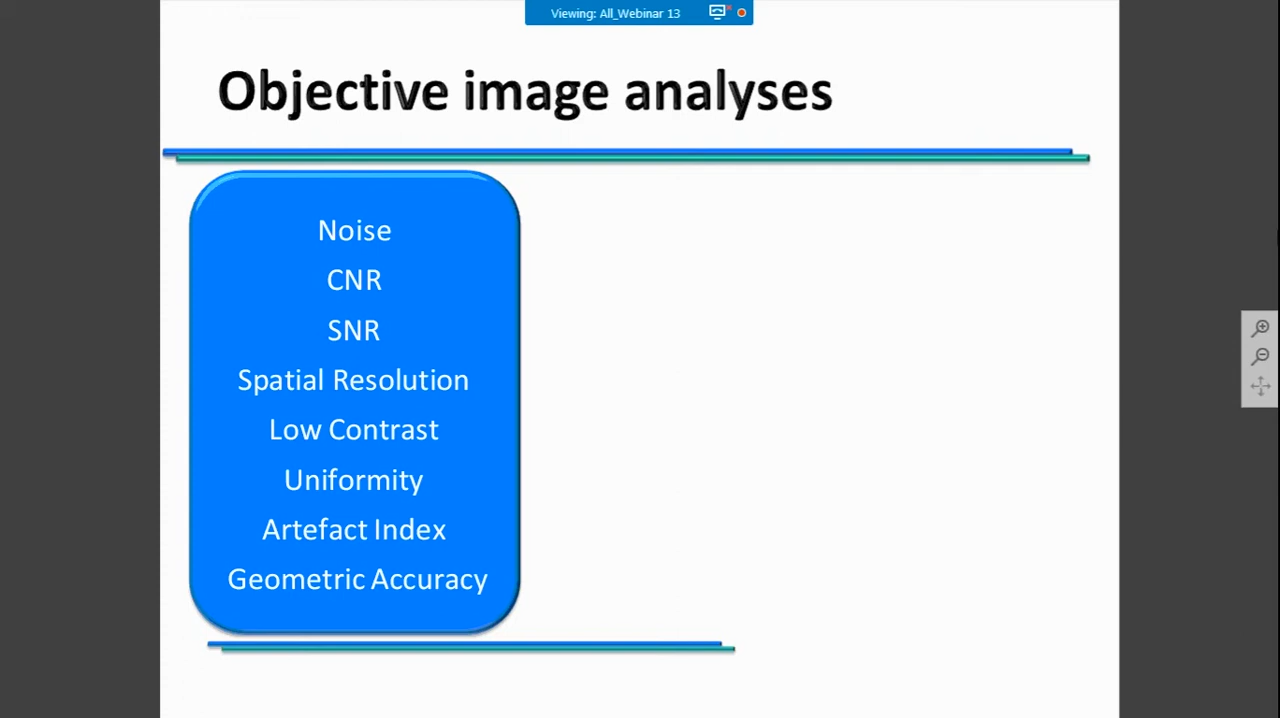 Viewing: All_Webinar 13
Objective image analyses
Noise
CNR
SNR
Spatial Resolution
Low Contrast
Uniformity
Artefact Index
Geometric Accuracy